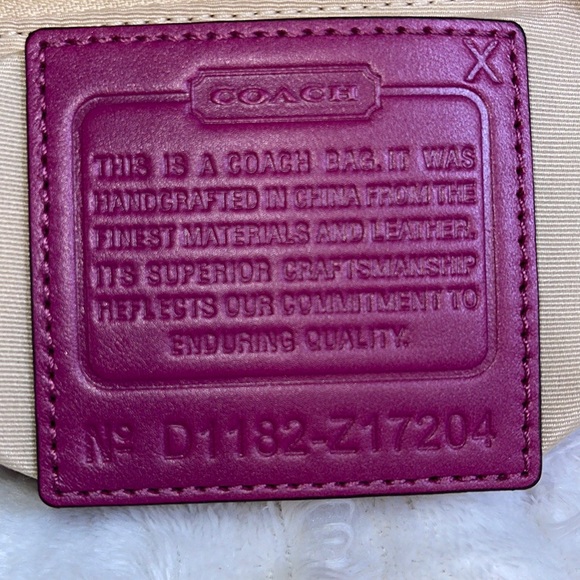 X
COACH
THIS IS A COACH BAG. IT WAS
HANDCRAFTED IN CHINA FROM THE
FINEST MATERIALS AND LEATHER.
ITS SUPERIOR CRAFTSMANSHIP
REFLECTS OUR COMMITMENT TO
ENDURING QUALITY.
Nº D1182-Z17204